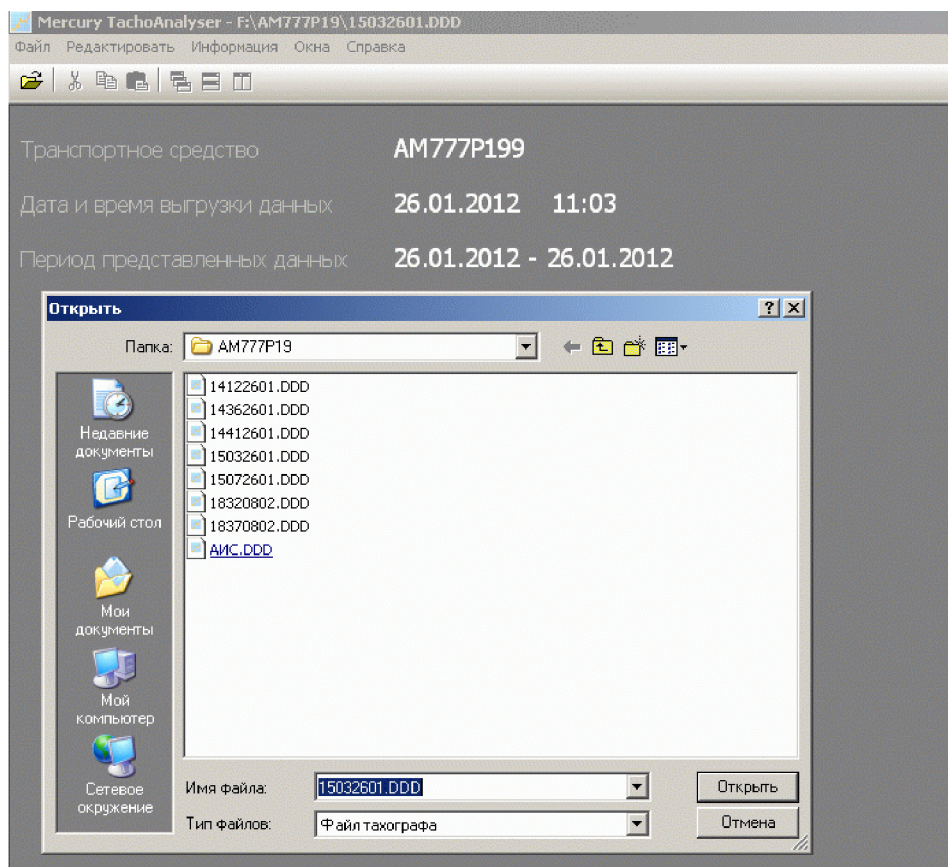 Mercury TachoAnalyser - F:\AM777P19\15032601.DDD
Файл Редактировать Информация Окна Справка
Транспортное средство AM777P199
Дата и время выгрузки данных 26.01.2012 11:03
Период представленных данных 26.01.2012 - 26.01.2012
Открыть
Папка: AM777P19
14122601.DDD
14362601.DDD
14412601.DDD
15032601.DDD
15072601.DDD
18320802.DDD
18370802.DDD
АИС.DDD
Недавние
документы
Рабочий стол
Мои
документы
Мой
компьютер
Сетевое
окружение
Имя файла: 15032601.DDD Открыть
Тип файлов: Файл тахографа Отмена